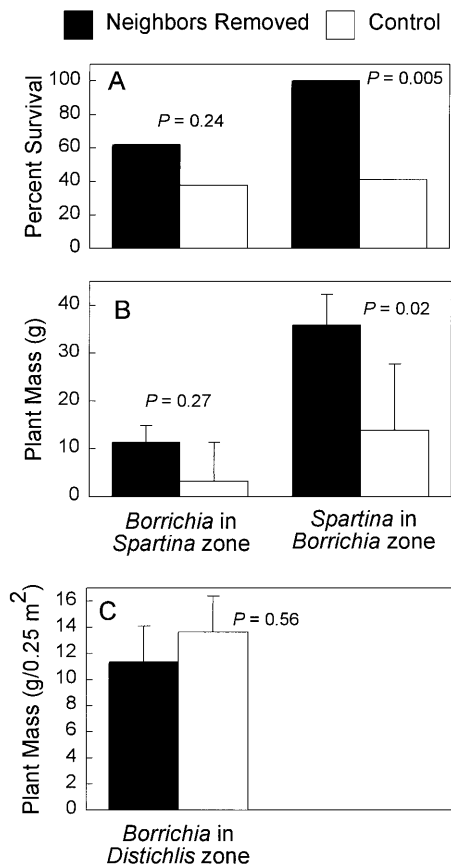 Neighbors Removed Control
A
P = 0.24
P = 0.005
Percent Survival
100
80
60
40
20
0
B
P = 0.27
P = 0.02
Plant Mass (g)
40
30
20
10
0
Borrichia in
Spartina zone
Spartina in
Borrichia zone
C
P = 0.56
Plant Mass (g/0.25 m²)
16
14
12
10
8
6
4
2
0
Borrichia in
Distichlis zone